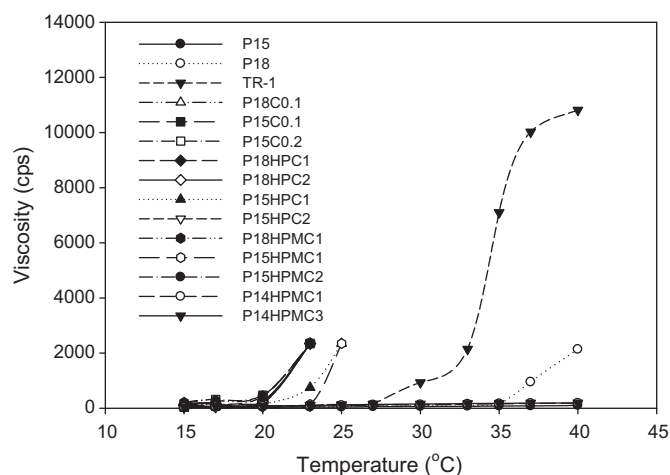 14000
12000
10000
8000
6000
4000
2000
0
Viscosity (cps)
P15
P18
TR-1
P18C0.1
P15C0.1
P15C0.2
P18HPC1
P18HPC2
P15HPC1
P15HPC2
P18HPMC1
P15HPMC1
P15HPMC2
P14HPMC1
P14HPMC3
10 15 20 25 30 35 40 45
Temperature (°C)